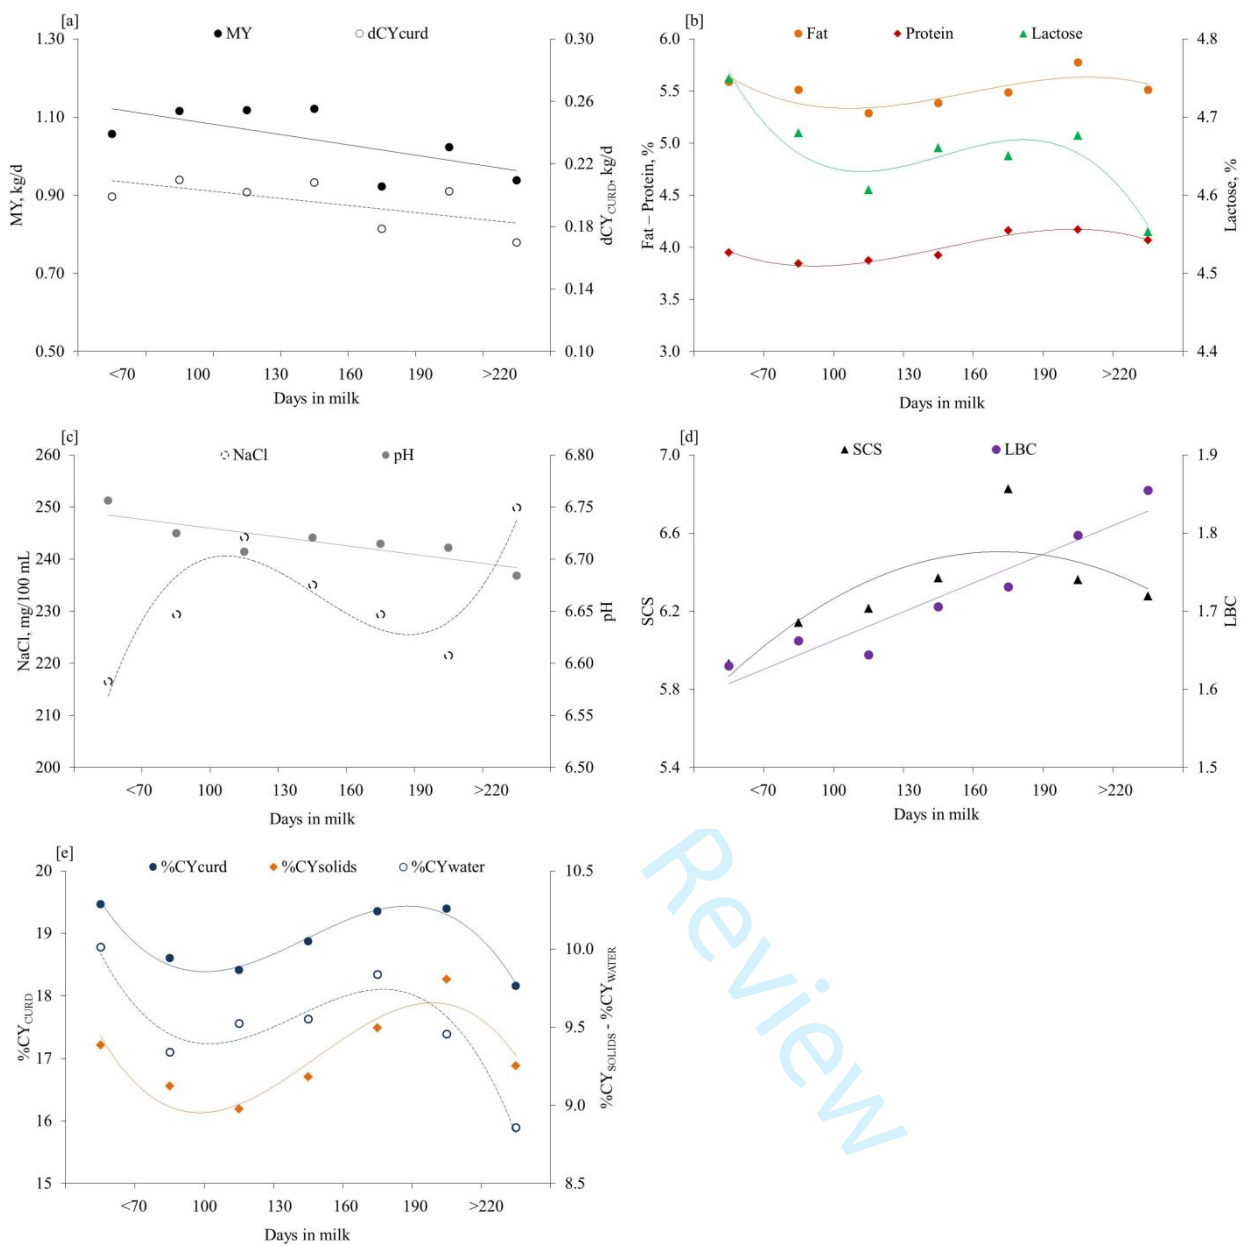 [a]
MY dCYcurd
1.30
1.10
0.90
0.70
0.50
MY, kg/d
0.30
0.26
0.22
0.18
0.14
0.10
dCYCURD, kg/d
<70 100 130 160 190 >220
Days in milk
[b]
Fat Protein Lactose
6.0
5.5
5.0
4.5
4.0
3.5
3.0
Fat – Protein, %
4.8
4.7
4.6
4.5
4.4
Lactose, %
<70 100 130 160 190 >220
Days in milk
[c]
NaCl pH
260
250
240
230
220
210
200
NaCl, mg/100 mL
6.80
6.75
6.70
6.65
6.60
6.55
6.50
pH
<70 100 130 160 190 >220
Days in milk
[d]
SCS LBC
7.0
6.6
6.2
5.8
5.4
SCS
1.9
1.8
1.7
1.6
1.5
LBC
<70 100 130 160 190 >220
Days in milk
[e]
%CYcurd %CYsolids %CYwater
20
19
18
17
16
15
%CYCURD
10.5
10.0
9.5
9.0
8.5
%CYSOLIDS - %CYWATER
<70 100 130 160 190 >220
Days in milk
Review